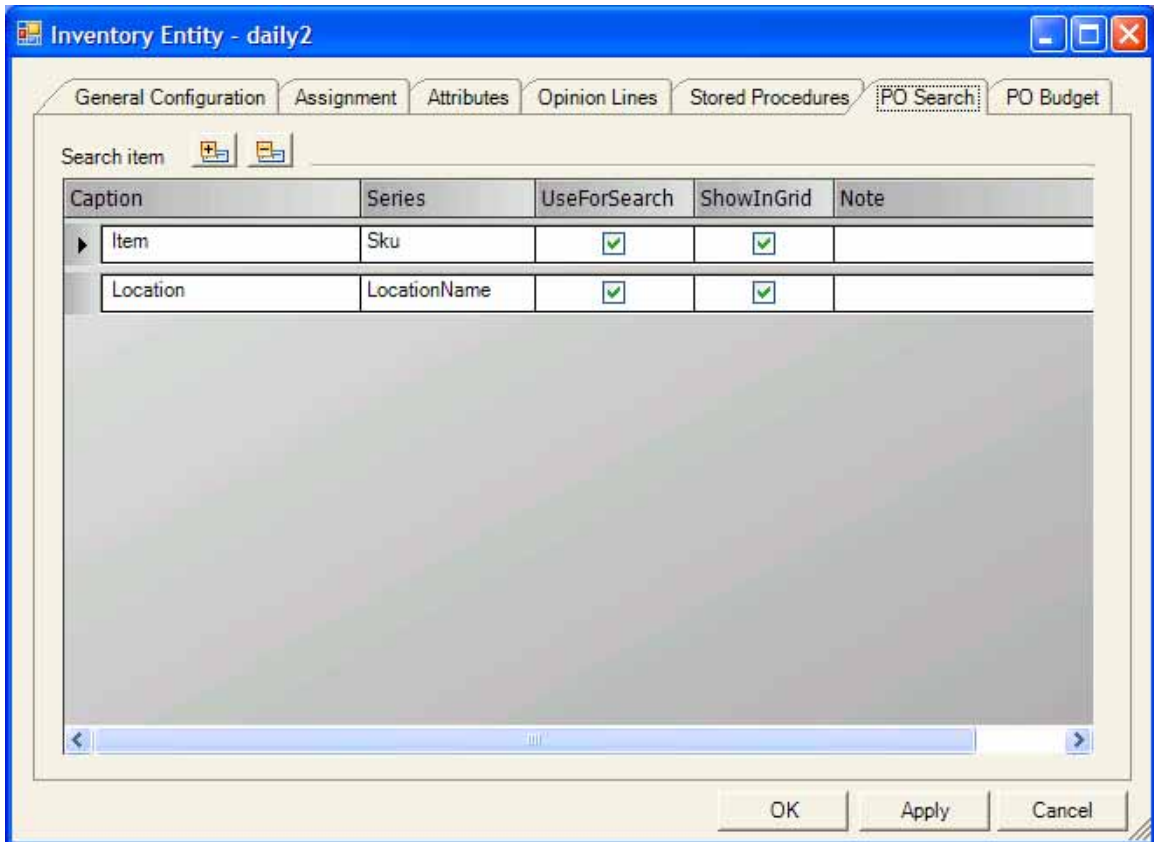 Inventory Entity - daily2
General Configuration Assignment Attributes Opinion Lines Stored Procedures PO Search PO Budget
Search item
Caption Series UseForSearch ShowInGrid Note
Item Sku
Location LocationName
OK Apply Cancel